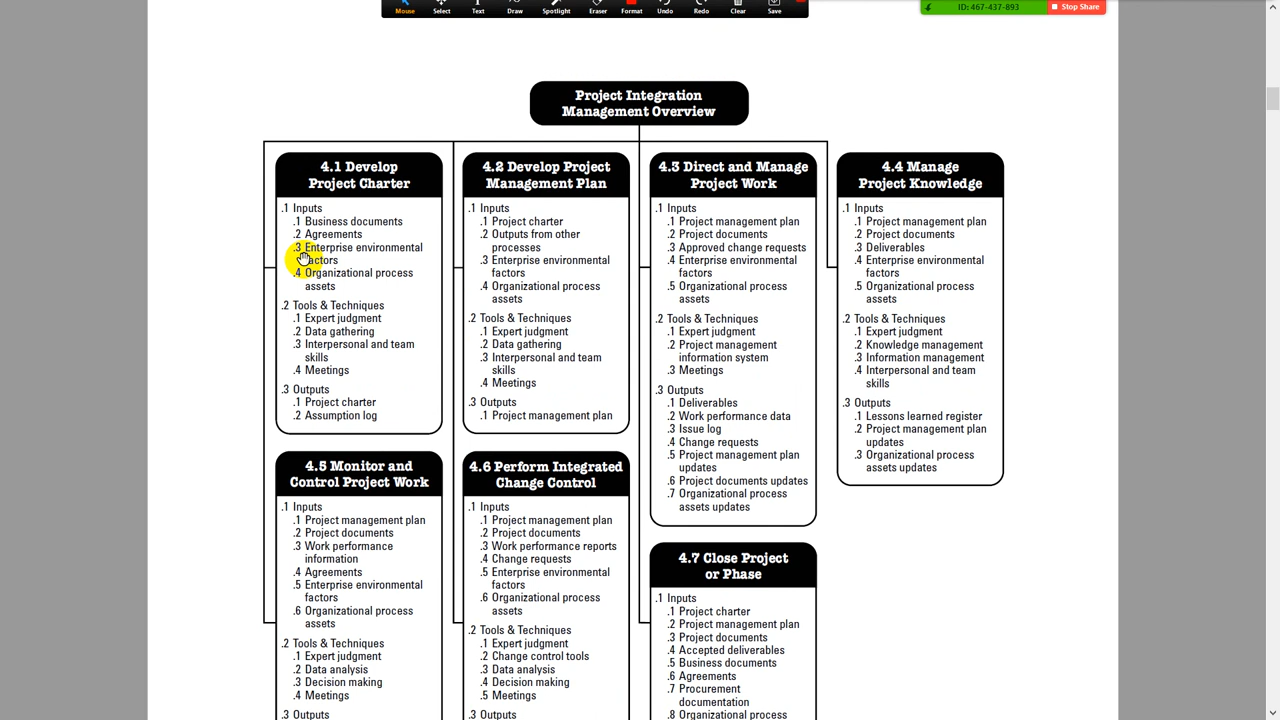 Mouse
Select
Text
Draw
Spotlight
Eraser
Format
Undo
Redo
Clear
Save
ID: 467-437-893
Stop Share
Project Integration
Management Overview
4.1 Develop
Project Charter
.1 Inputs
.1 Business documents
.2 Agreements
.3 Enterprise environmental
factors
.4 Organizational process
assets
.2 Tools & Techniques
.1 Expert judgment
.2 Data gathering
.3 Interpersonal and team
skills
.4 Meetings
.3 Outputs
.1 Project charter
.2 Assumption log
4.2 Develop Project
Management Plan
.1 Inputs
.1 Project charter
.2 Outputs from other
processes
.3 Enterprise environmental
factors
.4 Organizational process
assets
.2 Tools & Techniques
.1 Expert judgment
.2 Data gathering
.3 Interpersonal and team
skills
.4 Meetings
.3 Outputs
.1 Project management plan
4.3 Direct and Manage
Project Work
.1 Inputs
.1 Project management plan
.2 Project documents
.3 Approved change requests
.4 Enterprise environmental
factors
.5 Organizational process
assets
.2 Tools & Techniques
.1 Expert judgment
.2 Project management
information system
.3 Meetings
.3 Outputs
.1 Deliverables
.2 Work performance data
.3 Issue log
.4 Change requests
.5 Project management plan
updates
.6 Project documents updates
.7 Organizational process
assets updates
4.4 Manage
Project Knowledge
.1 Inputs
.1 Project management plan
.2 Project documents
.3 Deliverables
.4 Enterprise environmental
factors
.5 Organizational process
assets
.2 Tools & Techniques
.1 Expert judgment
.2 Knowledge management
.3 Information management
.4 Interpersonal and team
skills
.3 Outputs
.1 Lessons learned register
.2 Project management plan
updates
.3 Organizational process
assets updates
4.5 Monitor and
Control Project Work
.1 Inputs
.1 Project management plan
.2 Project documents
.3 Work performance
information
.4 Agreements
.5 Enterprise environmental
factors
.6 Organizational process
assets
.2 Tools & Techniques
.1 Expert judgment
.2 Data analysis
.3 Decision making
.4 Meetings
.3 Outputs
4.6 Perform Integrated
Change Control
.1 Inputs
.1 Project management plan
.2 Project documents
.3 Work performance reports
.4 Change requests
.5 Enterprise environmental
factors
.6 Organizational process
assets
.2 Tools & Techniques
.1 Expert judgment
.2 Change control tools
.3 Data analysis
.4 Decision making
.5 Meetings
.3 Outputs
4.7 Close Project
or Phase
.1 Inputs
.1 Project charter
.2 Project management plan
.3 Project documents
.4 Accepted deliverables
.5 Business documents
.6 Agreements
.7 Procurement
documentation
.8 Organizational process